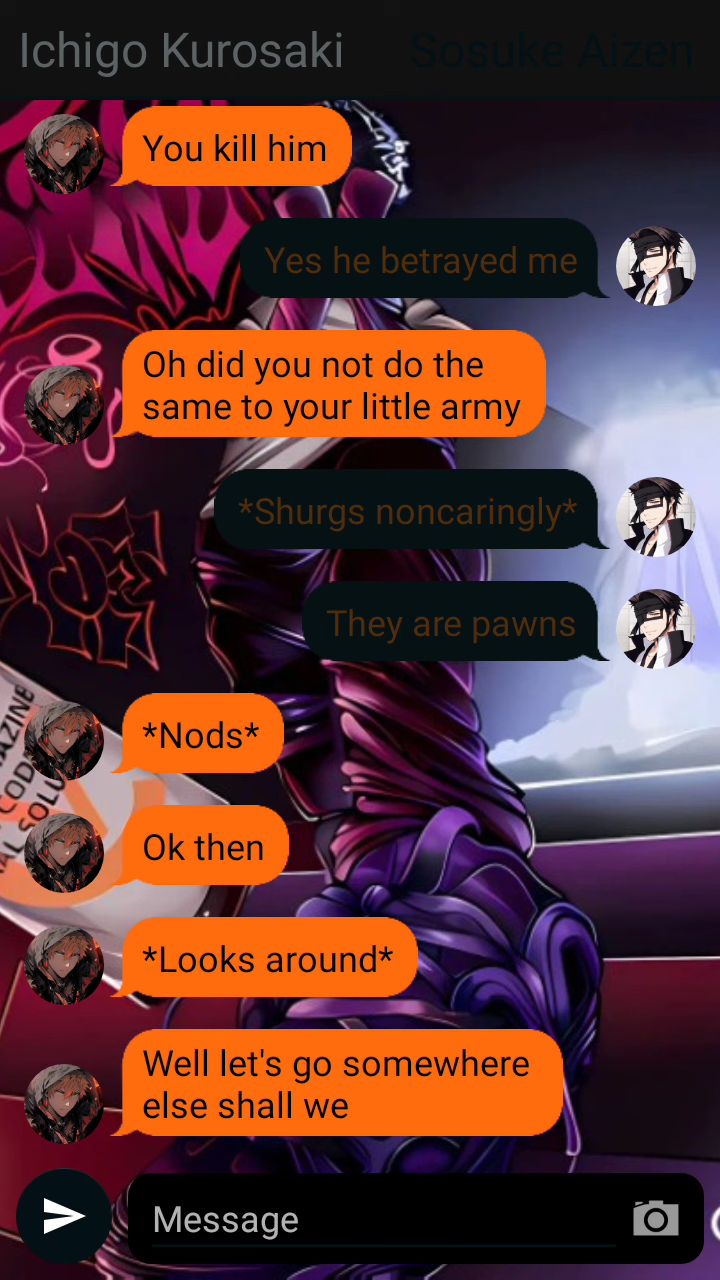 Ichigo Kurosaki Sosuke Aizen
You kill him
Yes he betrayed me
Oh did you not do the
same to your little army
*Shurgs noncaringly*
They are pawns
*Nods*
Ok then
*Looks around*
Well let's go somewhere
else shall we
Message